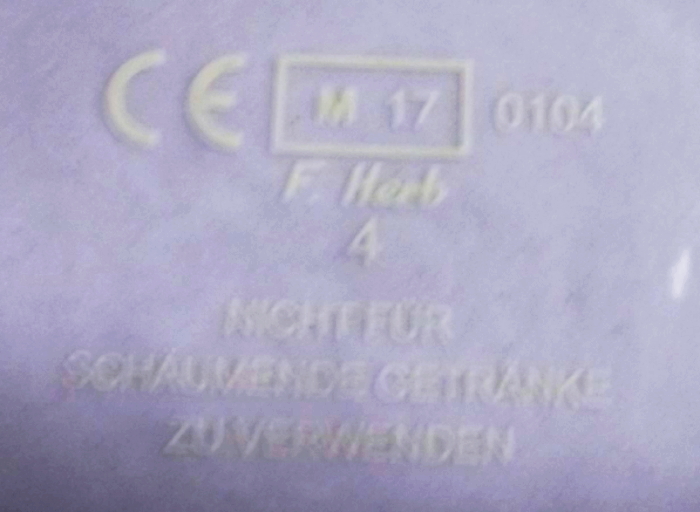 CE M 17 0104
F. Herb
4
NICHT FÜR
SCHÄUMENDE GETRÄNKE
ZU VERWENDEN